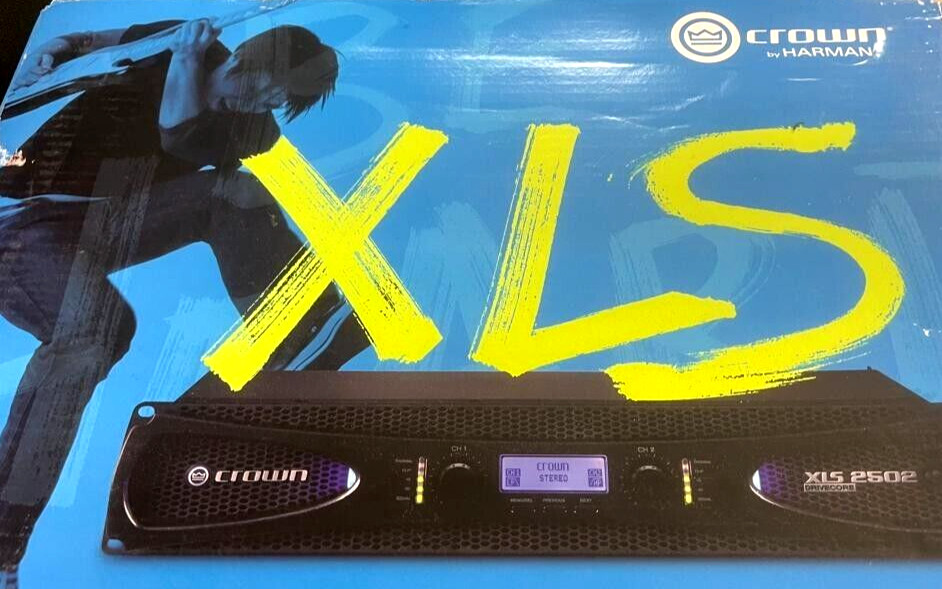 crown
by HARMAN
XLS
crown
CH 1
CROWN
STEREO
CH 2
XLS 2502
DRIVECORE